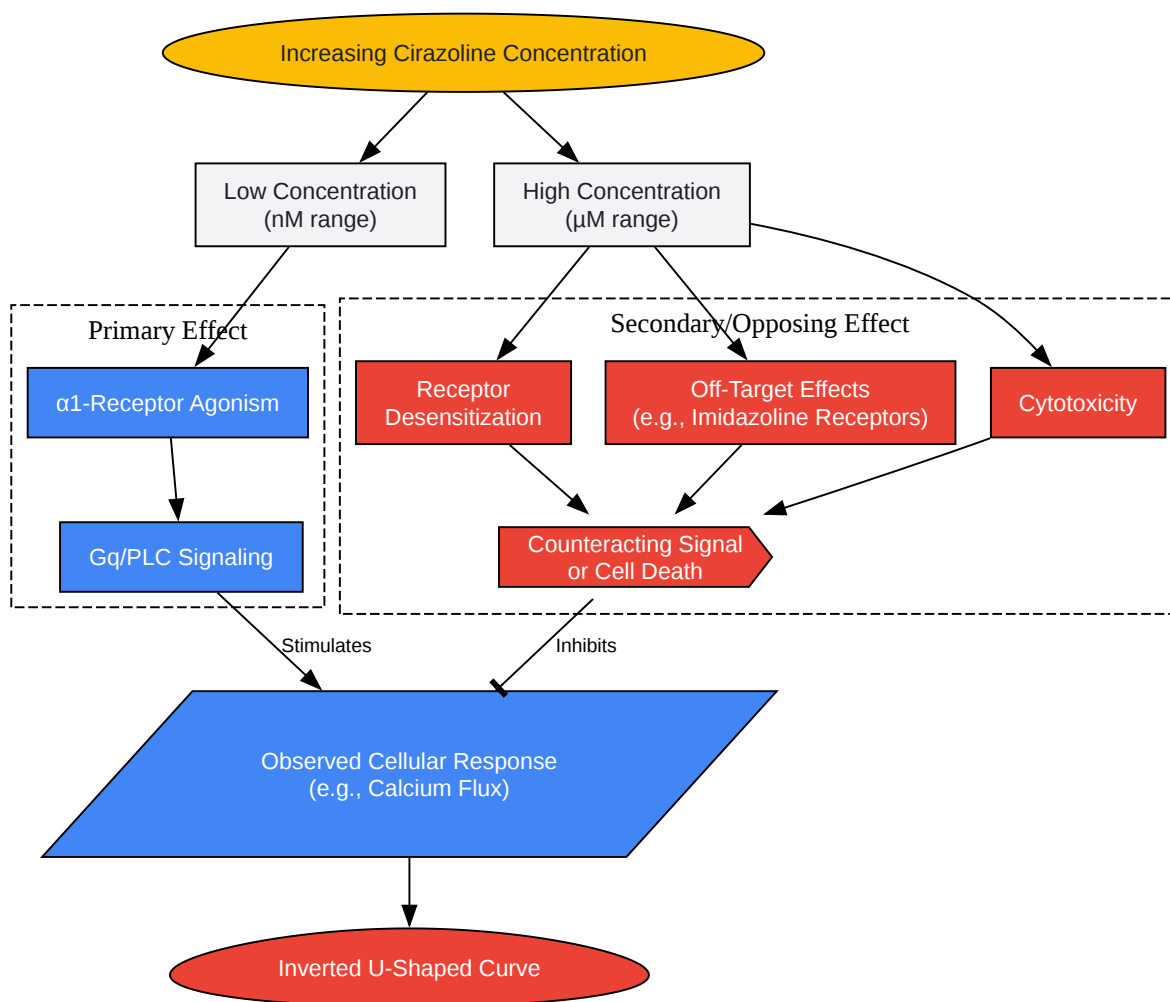 Increasing Cirazoline Concentration
Low Concentration
(nM range)
High Concentration
(µM range)
Primary Effect
Secondary/Opposing Effect
α1-Receptor Agonism
Receptor
Desensitization
Off-Target Effects
(e.g., Imidazoline Receptors)
Cytotoxicity
Gq/PLC Signaling
Counteracting Signal
or Cell Death
Stimulates
Inhibits
Observed Cellular Response
(e.g., Calcium Flux)
Inverted U-Shaped Curve